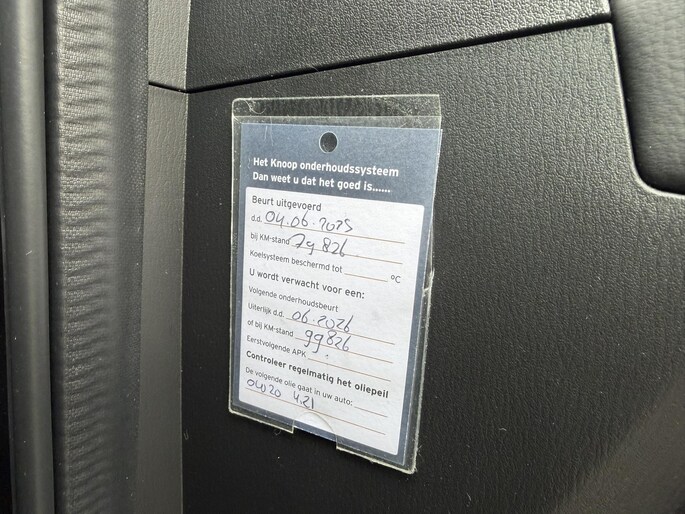 Het Knoop onderhoudssysteem
Dan weet u dat het goed is......
Beurt uitgevoerd
d.d. 04.06.2025
bij KM-stand 79.826
Koelsysteem beschermd tot °C
U wordt verwacht voor een:
Volgende onderhoudsbeurt
Uiterlijk d.d. 06.2026
of bij KM-stand 99826
Eerstvolgende APK
Controleer regelmatig het oliepeil
De volgende olie gaat in uw auto:
0W20 4.2l